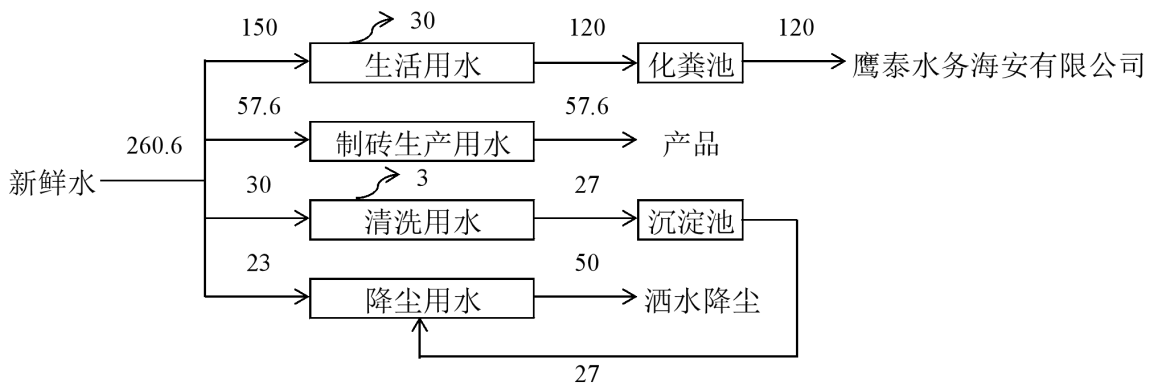 150
30
生活用水
120
化粪池
120
鹰泰水务海安有限公司
57.6
制砖生产用水
57.6
产品
260.6
新鲜水
30
3
清洗用水
27
沉淀池
23
降尘用水
50
洒水降尘
27